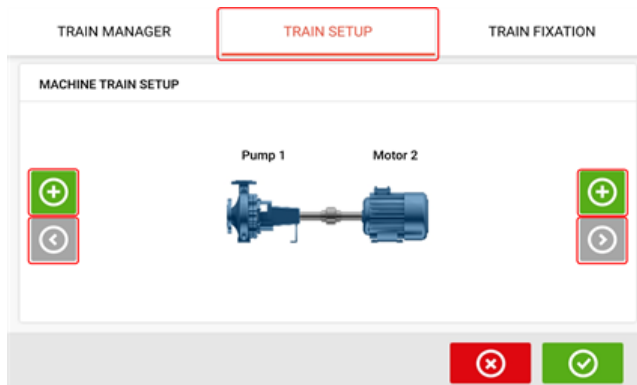 TRAIN MANAGER
TRAIN SETUP
TRAIN FIXATION
MACHINE TRAIN SETUP
Pump 1
Motor 2